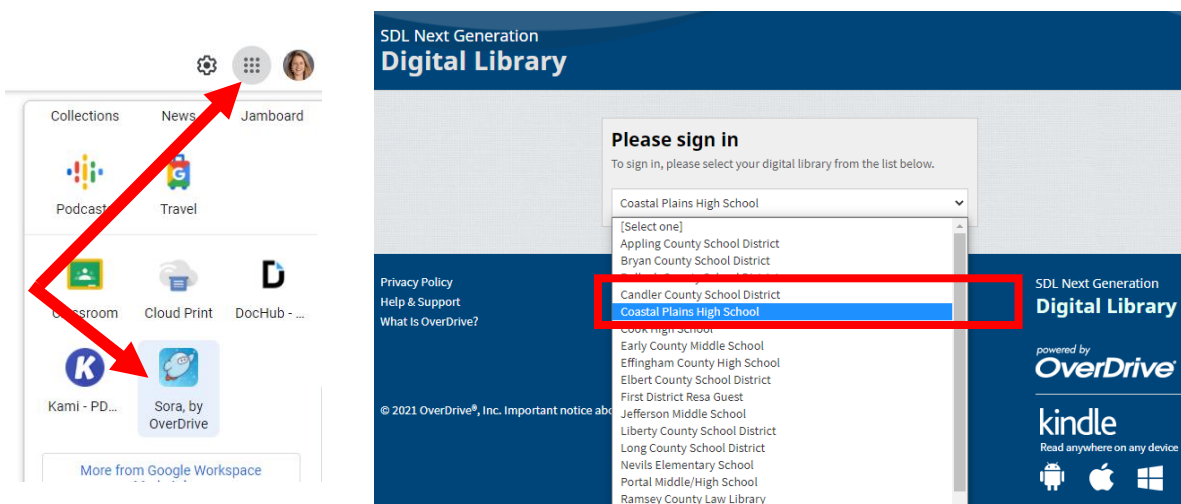 Collections News Jamboard
Podcasts Travel
Classroom Cloud Print DocHub - ...
Kami - PD... Sora, by
OverDrive
More from Google Workspace
SDL Next Generation
Digital Library
Please sign in
To sign in, please select your digital library from the list below.
Coastal Plains High School
[Select one]
Appling County School District
Bryan County School District
Candler County School District
Coastal Plains High School
Cook High School
Early County Middle School
Effingham County High School
Elbert County School District
First District Resa Guest
Jefferson Middle School
Liberty County School District
Long County School District
Nevils Elementary School
Portal Middle/High School
Ramsey County Law Library
Privacy Policy
Help & Support
What Is OverDrive?
© 2021 OverDrive®, Inc. Important notice abo
SDL Next Generation
Digital Library
powered by
OverDrive®
kindle
Read anywhere on any device